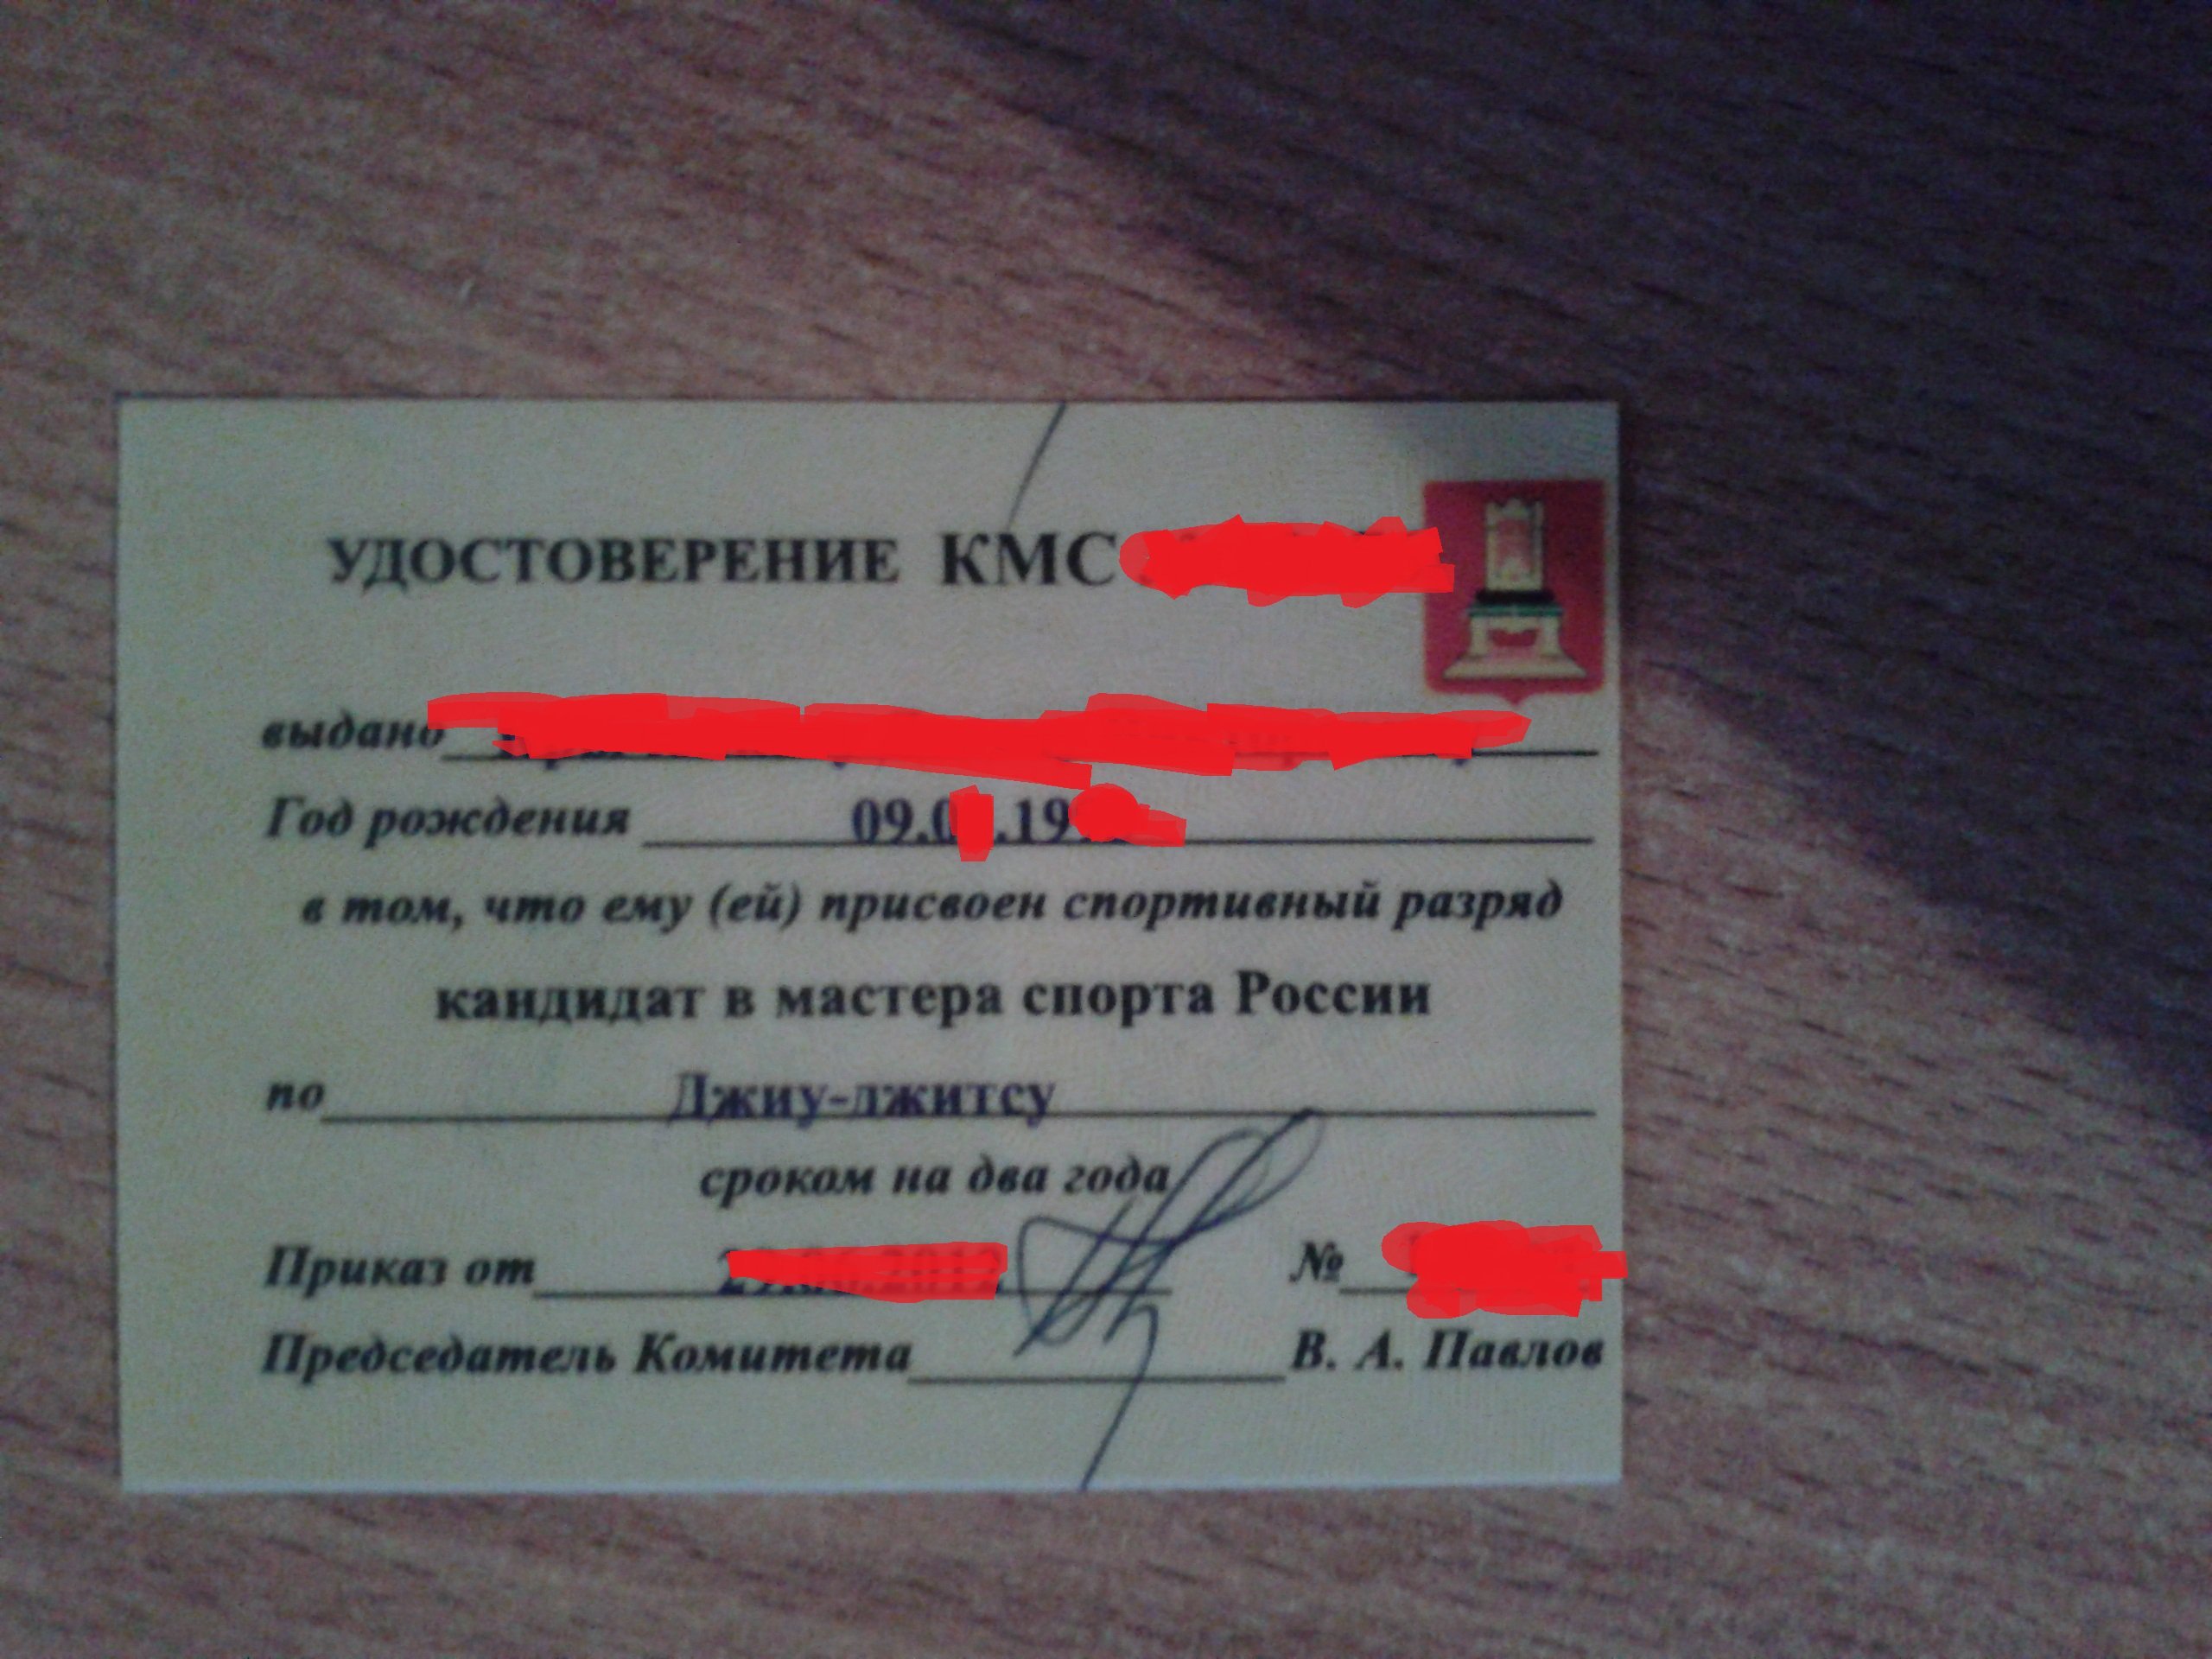 УДОСТОВЕРЕНИЕ КМС
выдано
Год рождения 09.0 .19
в том, что ему (ей) присвоен спортивный разряд
кандидат в мастера спорта России
по Джиу-джитсу
сроком на два года
Приказ от №
Председатель Комитета В. А. Павлов